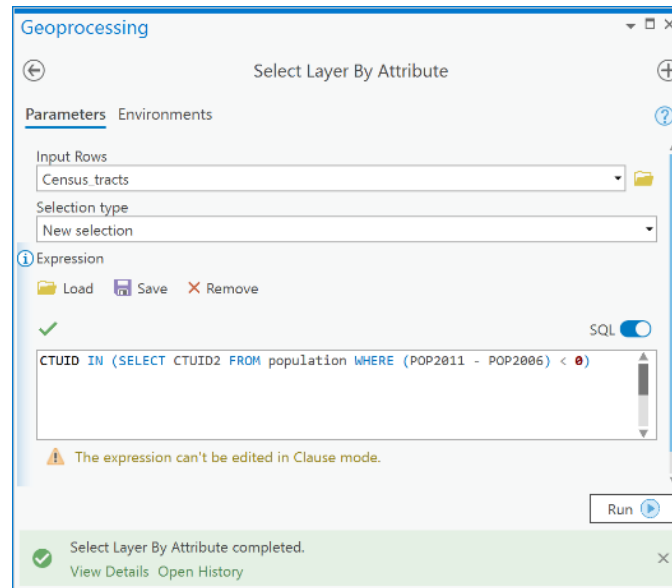 Geoprocessing
Select Layer By Attribute
Parameters Environments
Input Rows
Census_tracts
Selection type
New selection
Expression
Load Save Remove
SQL
CTUID IN (SELECT CTUID2 FROM population WHERE (POP2011 - POP2006) < 0)
The expression can't be edited in Clause mode.
Run
Select Layer By Attribute completed.
View Details Open History